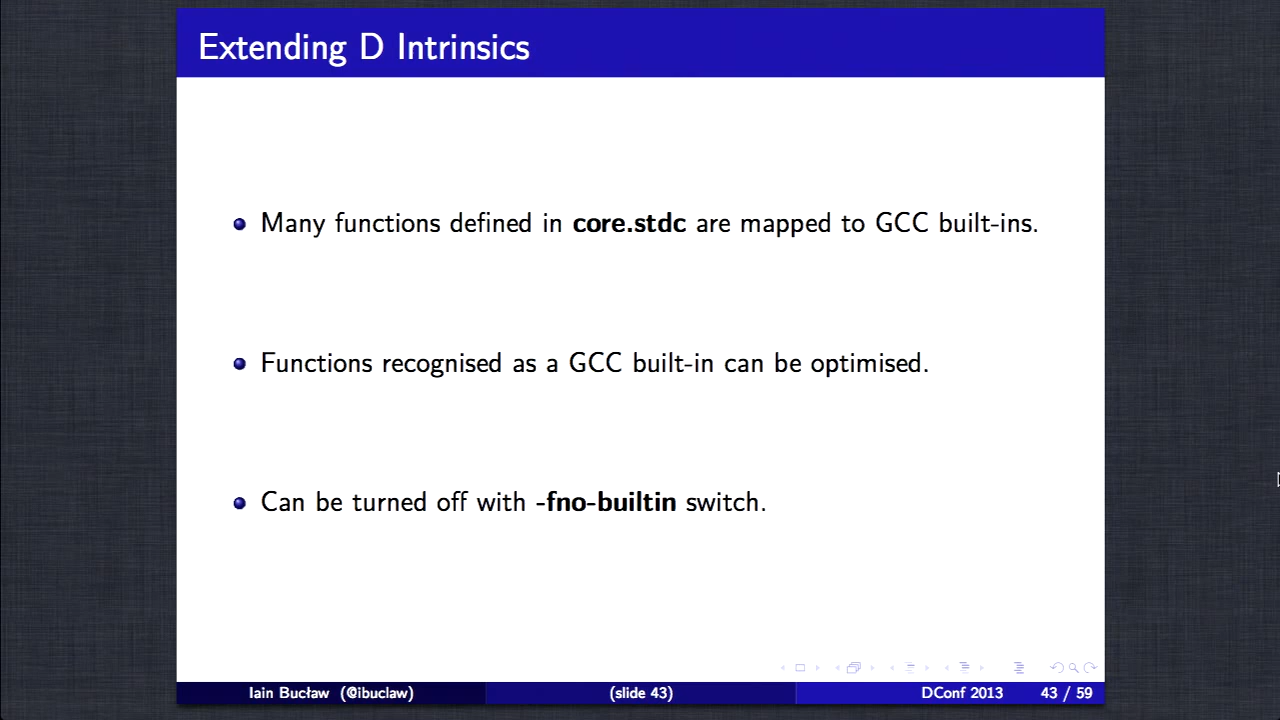 Extending D Intrinsics
Many functions defined in core.stdc are mapped to GCC built-ins.
Functions recognised as a GCC built-in can be optimised.
Can be turned off with -fno-builtin switch.
Iain Bucław (@ibuclaw) (slide 43) DConf 2013 43 / 59